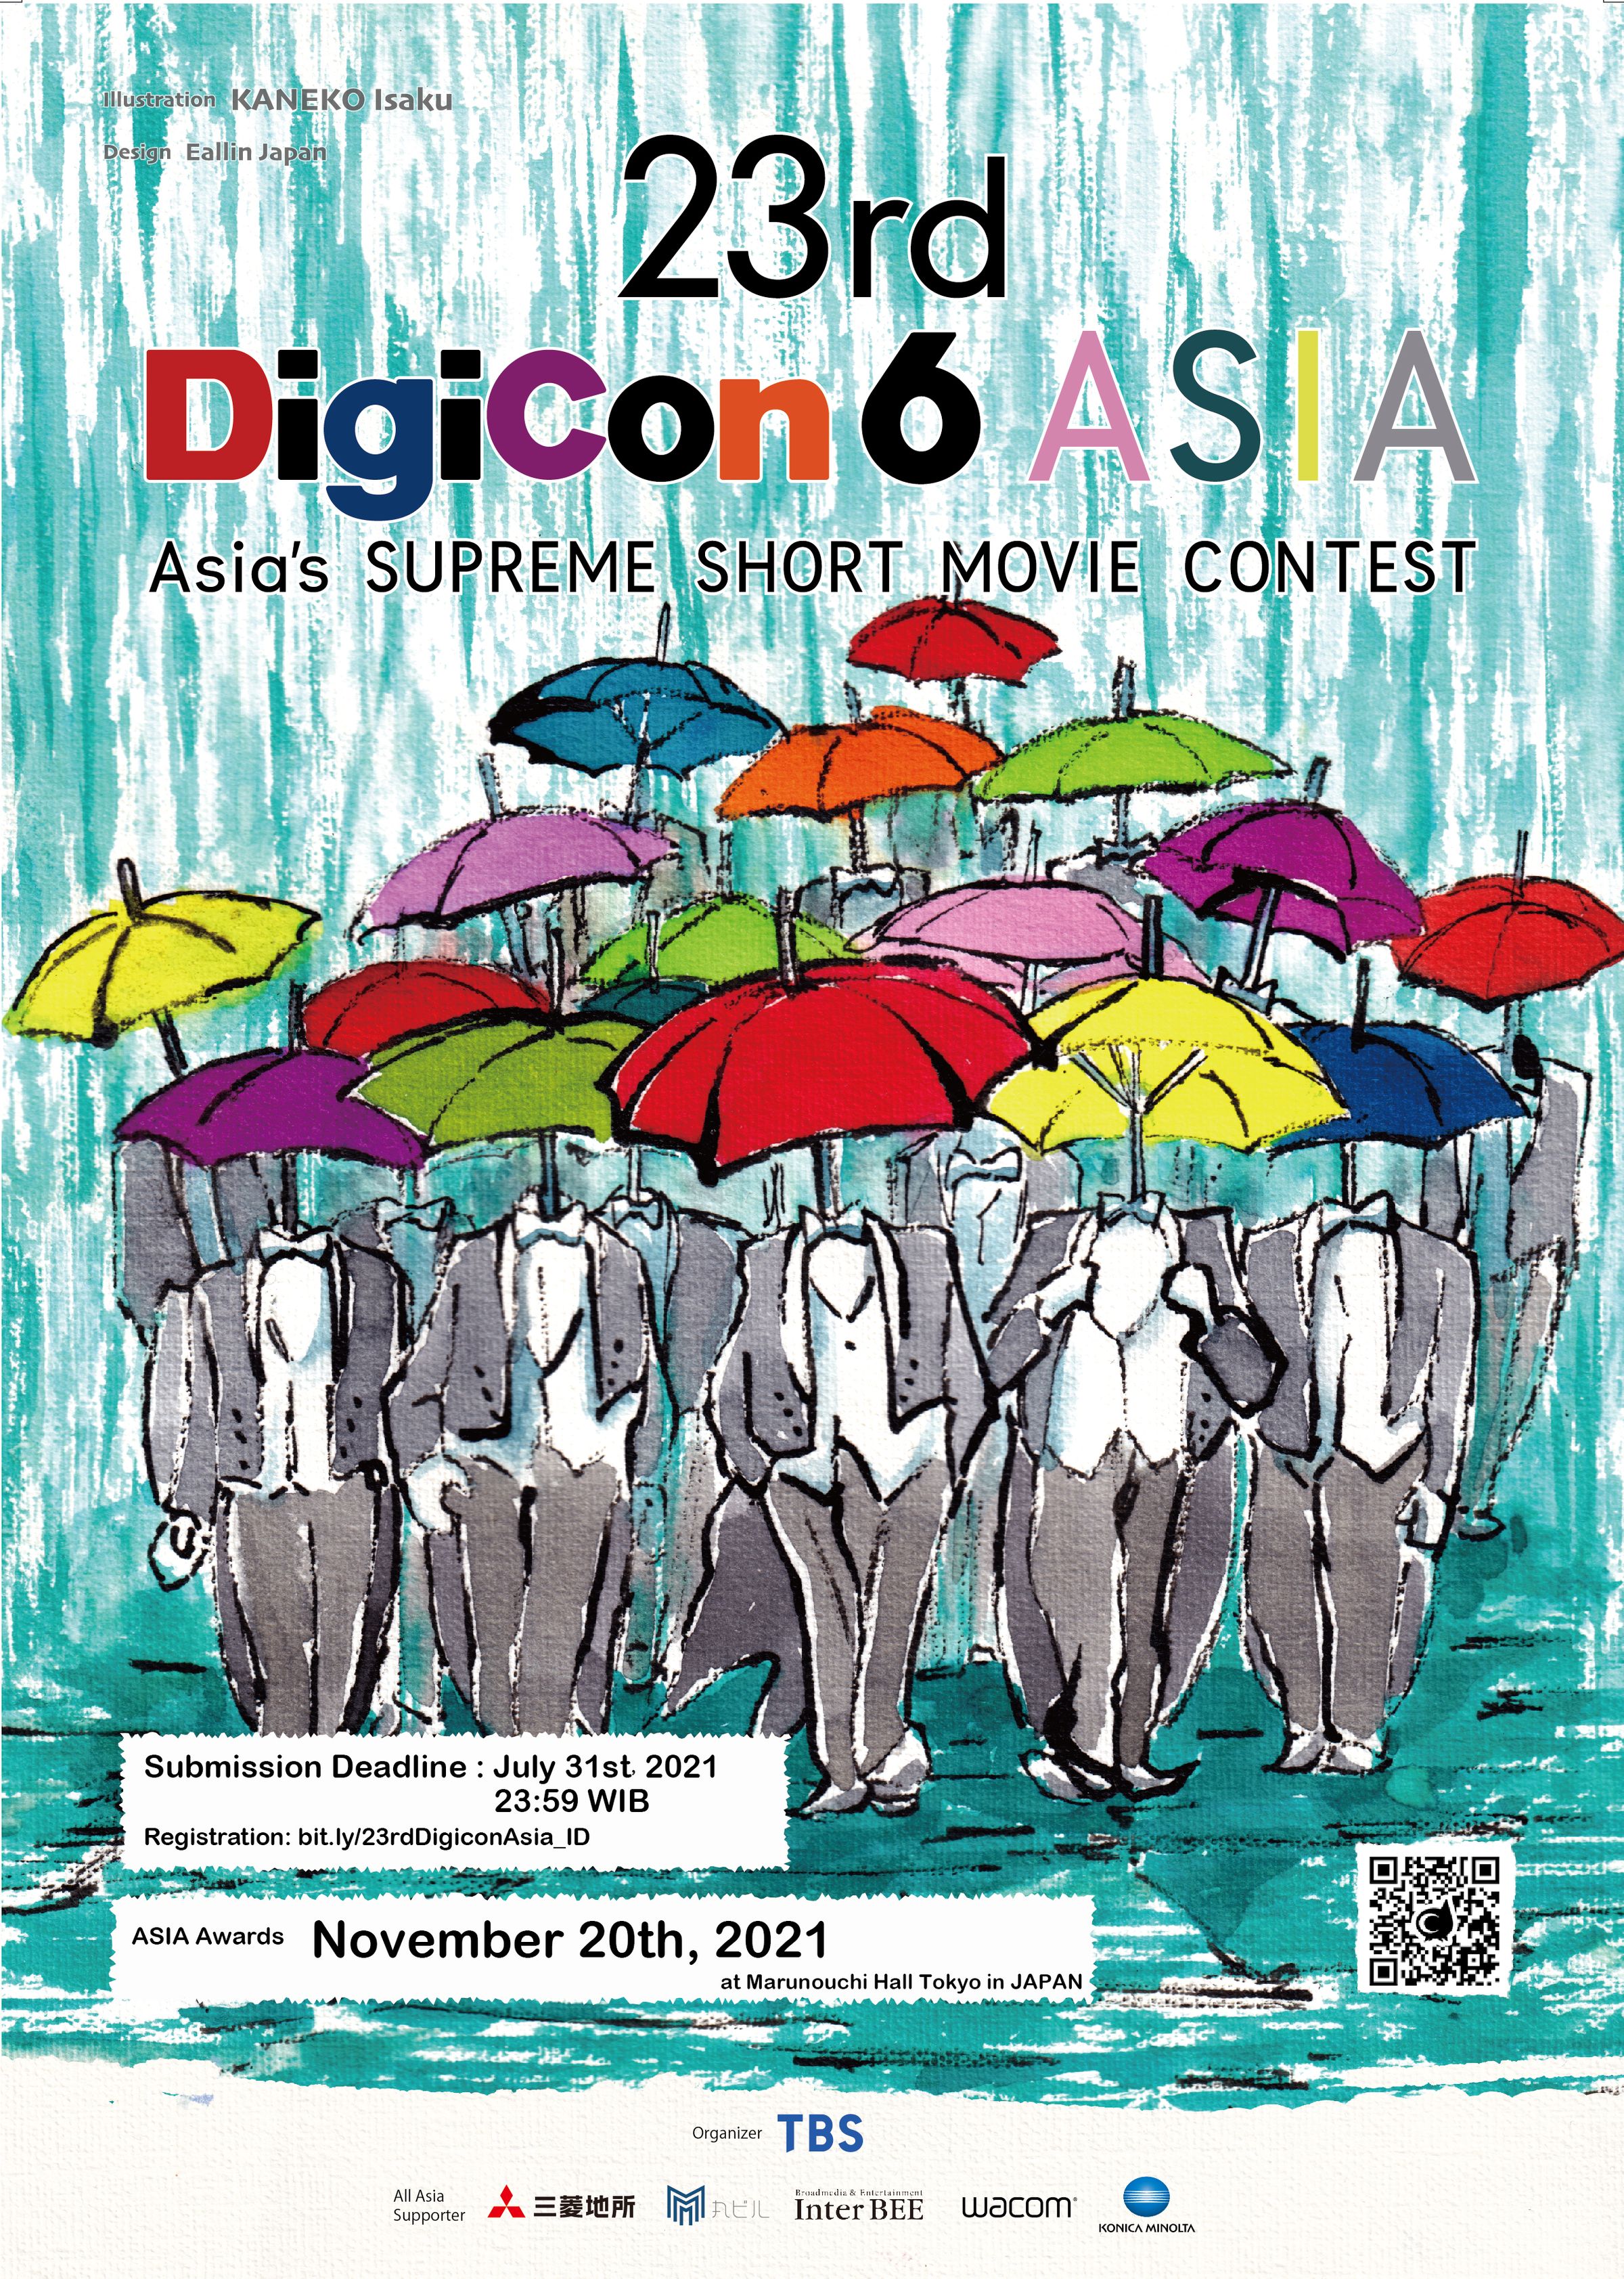 Illustration KANEKO Isaku
Design Eallin Japan
23rd
DigiCon 6 ASIA
Asia's SUPREME SHORT MOVIE CONTEST
Submission Deadline : July 31st, 2021
23:59 WIB
Registration: bit.ly/23rdDigiconAsia_ID
ASIA Awards November 20th, 2021
at Marunouchi Hall Tokyo in JAPAN
Organizer TBS
All Asia
Supporter
三菱地所
丸ビル
Broadmedia & Entertainment
Inter BEE
wacom
KONICA MINOLTA